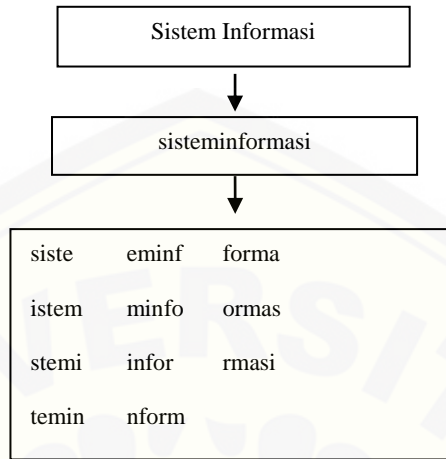 Sistem Informasi
sisteminformasi
siste eminf forma
istem minfo ormas
stemi infor rmasi
temin nform